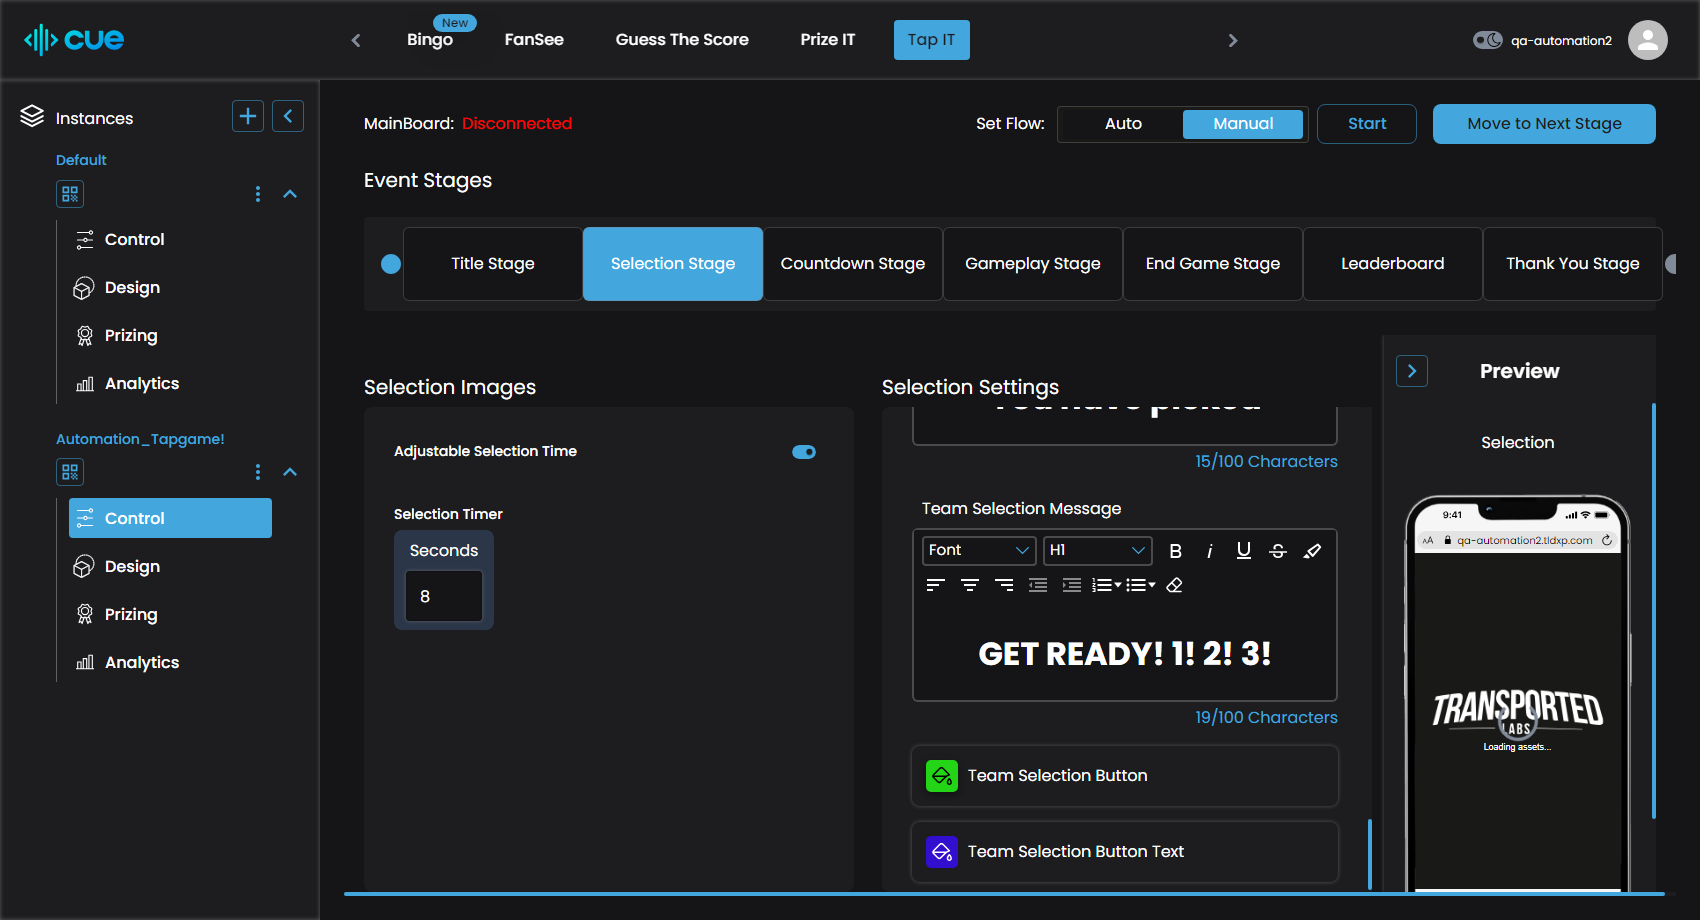 cue
New
Bingo
FanSee
Guess The Score
Prize IT
Tap IT
qa-automation2
Instances
Default
Control
Design
Prizing
Analytics
Automation_Tapgame!
Control
Design
Prizing
Analytics
MainBoard: Disconnected
Set Flow:
Auto
Manual
Start
Move to Next Stage
Event Stages
Title Stage
Selection Stage
Countdown Stage
Gameplay Stage
End Game Stage
Leaderboard
Thank You Stage
Selection Images
Adjustable Selection Time
Selection Timer
Seconds
8
Selection Settings
You have picked
15/100 Characters
Team Selection Message
Font
H1
B
i
U
S
GET READY! 1! 2! 3!
19/100 Characters
Team Selection Button
Team Selection Button Text
Preview
Selection
9:41
AA
qa-automation2.tldxp.com
TRANSPORTED
LABS
Loading assets...